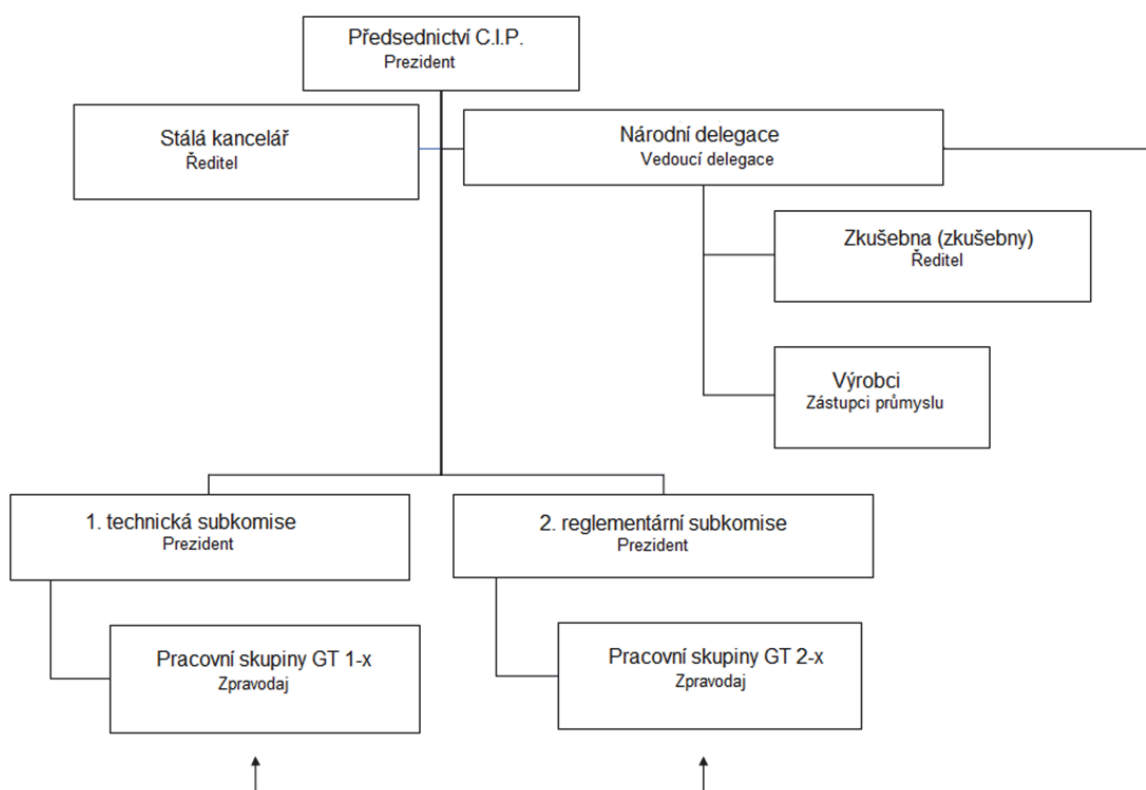 Předsednictví C.I.P.
Prezident
Stálá kancelář
Ředitel
Národní delegace
Vedoucí delegace
Zkušebna (zkušebny)
Ředitel
Výrobci
Zástupci průmyslu
1. technická subkomise
Prezident
2. reglementární subkomise
Prezident
Pracovní skupiny GT 1-x
Zpravodaj
Pracovní skupiny GT 2-x
Zpravodaj